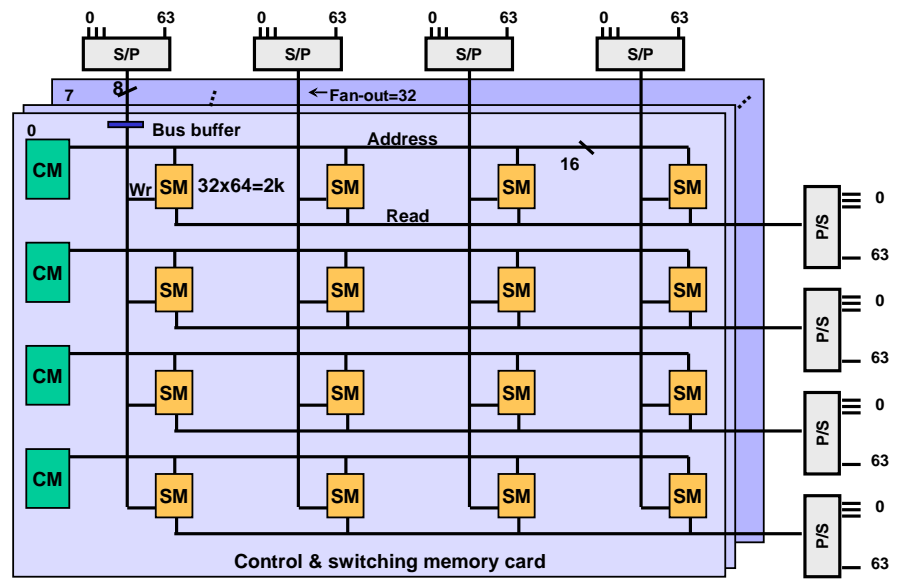 0 63 0 63 0 63 0 63
S/P S/P S/P S/P
7 8 ←Fan-out=32
0 Bus buffer
Address
CM 16
Wr SM 32x64=2k SM SM SM
Read
P/S 0
63
CM SM SM SM SM
P/S 0
63
CM SM SM SM SM
P/S 0
63
CM SM SM SM SM
P/S 0
63
Control & switching memory card